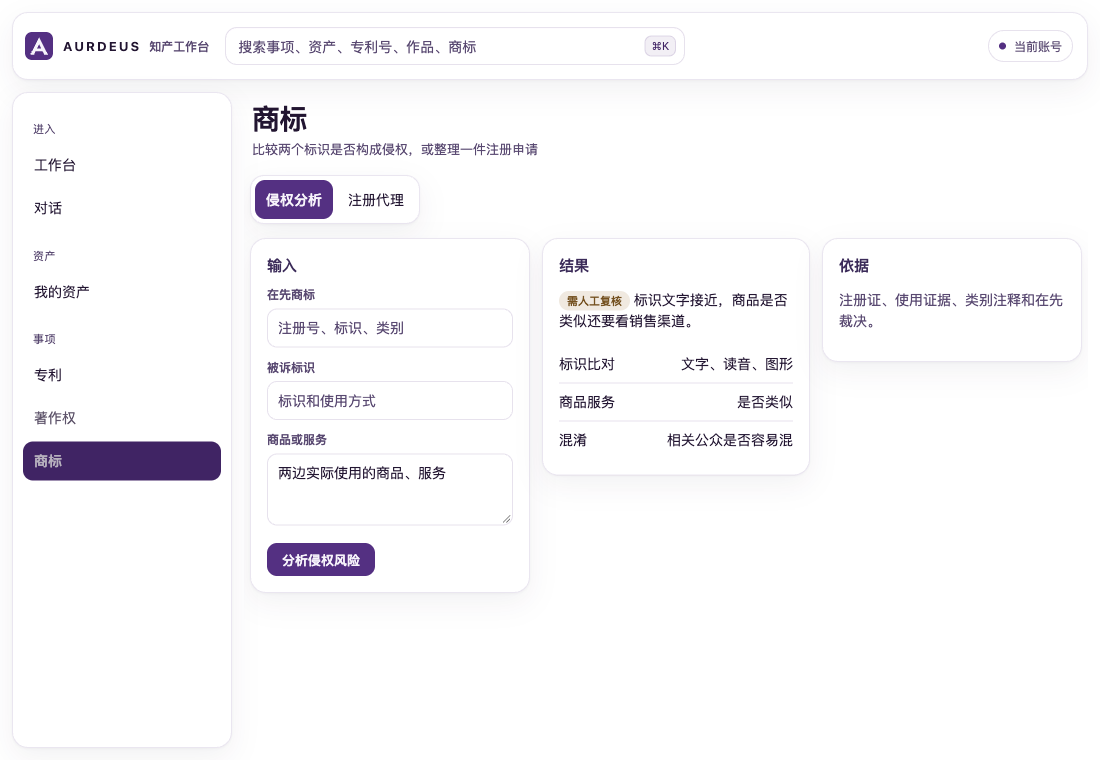 AURDEUS 知产工作台
搜索事项、资产、专利号、作品、商标
⌘K
当前账号
进入
工作台
对话
资产
我的资产
事项
专利
著作权
商标
商标
比较两个标识是否构成侵权，或整理一件注册申请
侵权分析
注册代理
输入
在先商标
注册号、标识、类别
被诉标识
标识和使用方式
商品或服务
两边实际使用的商品、服务
分析侵权风险
结果
需人工复核 标识文字接近，商品是否
类似还要看销售渠道。
标识比对 文字、读音、图形
商品服务 是否类似
混淆 相关公众是否容易混
依据
注册证、使用证据、类别注释和在先
裁决。